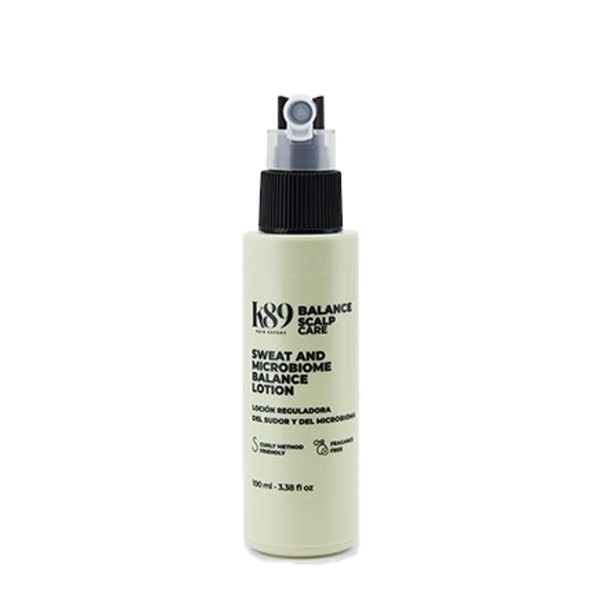 k89
HAIR EXPERT
BALANCE
SCALP
CARE
SWEAT AND
MICROBIOME
BALANCE
LOTION
LOCIÓN REGULADORA
DEL SUDOR Y DEL MICROBIOMA
CURLY METHOD
FRIENDLY
FRAGANCE
FREE
100 ml - 3.38 fl oz